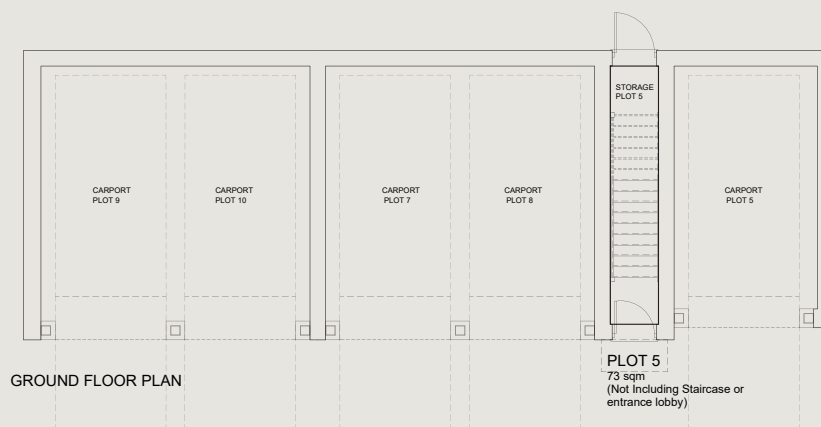 STORAGE
PLOT 5
CARPORT
PLOT 9
CARPORT
PLOT 10
CARPORT
PLOT 7
CARPORT
PLOT 8
CARPORT
PLOT 5
GROUND FLOOR PLAN
PLOT 5
73 sqm
(Not Including Staircase or
entrance lobby)